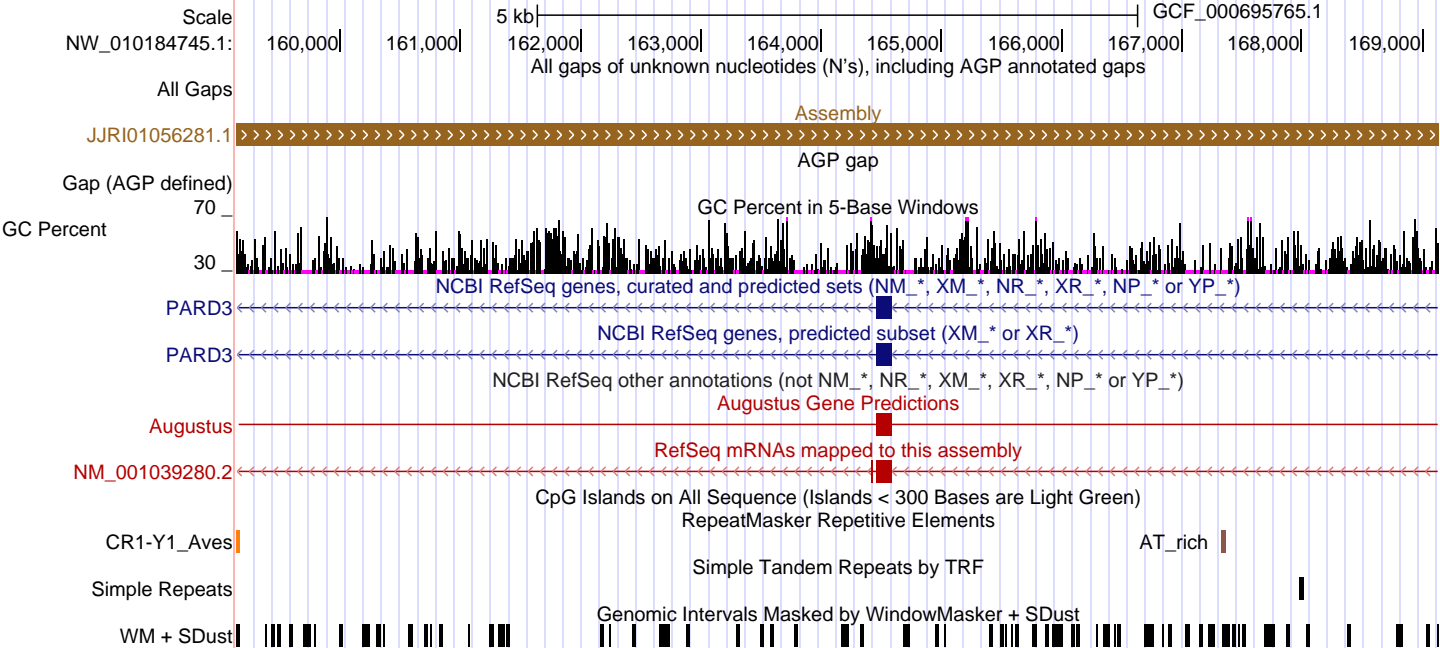 Scale 5 kb GCF_000695765.1
NW_010184745.1: 160,000 161,000 162,000 163,000 164,000 165,000 166,000 167,000 168,000 169,000
All gaps of unknown nucleotides (N's), including AGP annotated gaps
All Gaps
Assembly
JJRI01056281.1
AGP gap
Gap (AGP defined)
70 _
GC Percent in 5-Base Windows
GC Percent
30 _
NCBI RefSeq genes, curated and predicted sets (NM_*, XM_*, NR_*, XR_*, NP_* or YP_*)
PARD3
NCBI RefSeq genes, predicted subset (XM_* or XR_*)
PARD3
NCBI RefSeq other annotations (not NM_*, NR_*, XM_*, XR_*, NP_* or YP_*)
Augustus Gene Predictions
Augustus
RefSeq mRNAs mapped to this assembly
NM_001039280.2
CpG Islands on All Sequence (Islands < 300 Bases are Light Green)
RepeatMasker Repetitive Elements
CR1-Y1_Aves AT_rich
Simple Tandem Repeats by TRF
Simple Repeats
Genomic Intervals Masked by WindowMasker + SDust
WM + SDust